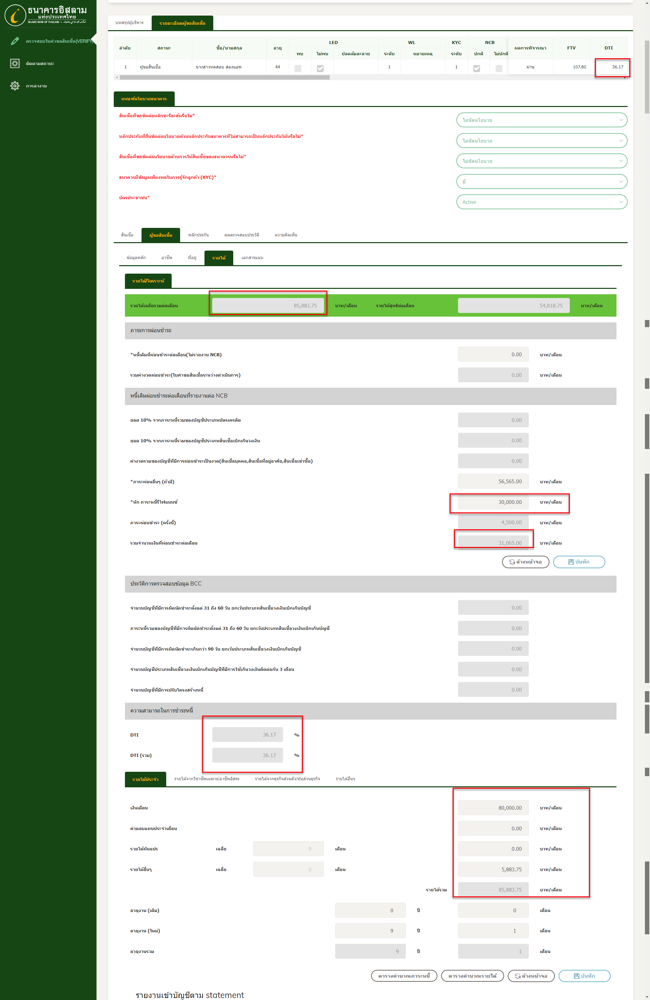 ธนาคารอิสลาม
แห่งประเทศไทย
ISLAMIC BANK OF THAILAND
ตรวจสอบใบคำขอสินเชื่อ(VERIFY)
ติดตามสถานะ
การลางาน
บทสรุปผู้บริหาร รายละเอียดผู้ขอสินเชื่อ
ลำดับ สถานะ ชื่อ/นามสกุล อายุ LED WL KYC NCB ผลการพิจารณา FTV DTI
พบ ไม่พบ ปลดล้มละลาย ระดับ หมายเหตุ ระดับ ปกติ ไม่ปกติ
1 ผู้ขอสินเชื่อ นางสาวทดสอบ สองแอพ 44 1 1 ผ่าน 107.80 36.17
เกณฑ์นโยบายธนาคาร
สินเชื่อที่ขอขัดต่อหลักชะรีอะฮ์หรือไม่* ไม่ขัดนโยบาย
หลักประกันที่ยื่นขัดต่อนโยบายด้านหลักประกันธนาคารที่ไม่สามารถเป็นหลักประกันได้หรือไม่* ไม่ขัดนโยบาย
สินเชื่อที่ขอขัดต่อนโยบายด้านการให้สินเชื่อของธนาคารหรือไม่* ไม่ขัดนโยบาย
ธนาคารมีข้อมูลเพียงพอในการรู้จักลูกค้า (KYC)* มี
บัตรประชาชน* Active
สินเชื่อ ผู้ขอสินเชื่อ หลักประกัน ผลตรวจสอบประวัติ ความคิดเห็น
ข้อมูลหลัก อาชีพ ที่อยู่ รายได้ เอกสารแนบ
รายได้/วิเคราะห์
รายได้เฉลี่ยรวมต่อเดือน 85,883.75 บาท/เดือน รายได้สุทธิต่อเดือน 54,818.75 บาท/เดือน
ภาระการผ่อนชำระ
*หนี้เดิมที่ผ่อนชำระต่อเดือน(ไม่รายงาน NCB) 0.00 บาท/เดือน
รวมค่างวดผ่อนชำระ(ใบคำขอสินเชื่อระหว่างดำเนินการ) 0.00 บาท/เดือน
หนี้เดิมผ่อนชำระต่อเดือนที่รายงานต่อ NCB
ยอด 10% จากภาระหนี้รวมของบัญชีประเภทบัตรเครดิต 0.00
ยอด 10% จากภาระหนี้รวมของบัญชีประเภทสินเชื่อเบิกเกินวงเงิน 0.00
ค่างวดรวมของบัญชีที่มีการผ่อนชำระเป็นงวด(สินเชื่อบุคคล,สินเชื่อที่อยู่อาศัย,สินเชื่อเช่าซื้อ) 0.00
*ภาระผ่อนอื่นๆ (ถ้ามี) 56,565.00 บาท/เดือน
*หัก ภาระหนี้รีไฟแนนซ์ 30,000.00 บาท/เดือน
ภาระผ่อนชำระ (ครั้งนี้) 4,500.00 บาท/เดือน
รวมจำนวนเงินที่ผ่อนชำระต่อเดือน 31,065.00 บาท/เดือน
ล้างหน้าจอ บันทึก
ประวัติการตรวจสอบข้อมูล BCC
จำนวนบัญชีที่มีการผิดนัดชำระตั้งแต่ 31 ถึง 60 วัน ยกเว้นประเภทสินเชื่อวงเงินเบิกเกินบัญชี 0.00
ภาระหนี้รวมของบัญชีที่มีการผิดนัดชำระตั้งแต่ 31 ถึง 60 วัน ยกเว้นประเภทสินเชื่อวงเงินเบิกเกินบัญชี 0.00
จำนวนบัญชีที่มีการผิดนัดชำระเกินกว่า 90 วัน ยกเว้นประเภทสินเชื่อวงเงินเบิกเกินบัญชี 0.00
จำนวนบัญชีประเภทสินเชื่อวงเงินเบิกเกินบัญชีที่มีการใช้เกินวงเงินติดต่อกัน 3 เดือน 0.00
จำนวนบัญชีที่มีการปรับโครงสร้างหนี้ 0.00
ความสามารถในการชำระหนี้
DTI 36.17 %
DTI (รวม) 36.17 %
รายได้ประจำ รายได้จากวิชาชีพเฉพาะ/อาชีพอิสระ รายได้จากธุรกิจส่วนตัว/หุ้นส่วนธุรกิจ รายได้อื่นๆ
เงินเดือน 80,000.00 บาท/เดือน
ค่าตอบแทนประจำเดือน 0.00 บาท/เดือน
รายได้ผันแปร เฉลี่ย 0 เดือน 0.00 บาท/เดือน
รายได้อื่นๆ เฉลี่ย 0 เดือน 5,883.75 บาท/เดือน
รายได้รวม 85,883.75 บาท/เดือน
อายุงาน (เดิม) 0 ปี 0 เดือน
อายุงาน (ใหม่) 9 ปี 1 เดือน
อายุงานรวม 9 ปี 1 เดือน
ตารางคำนวณภาระหนี้ ตารางคำนวณรายได้ ล้างหน้าจอ บันทึก
รายงานเข้าบัญชีตาม statement